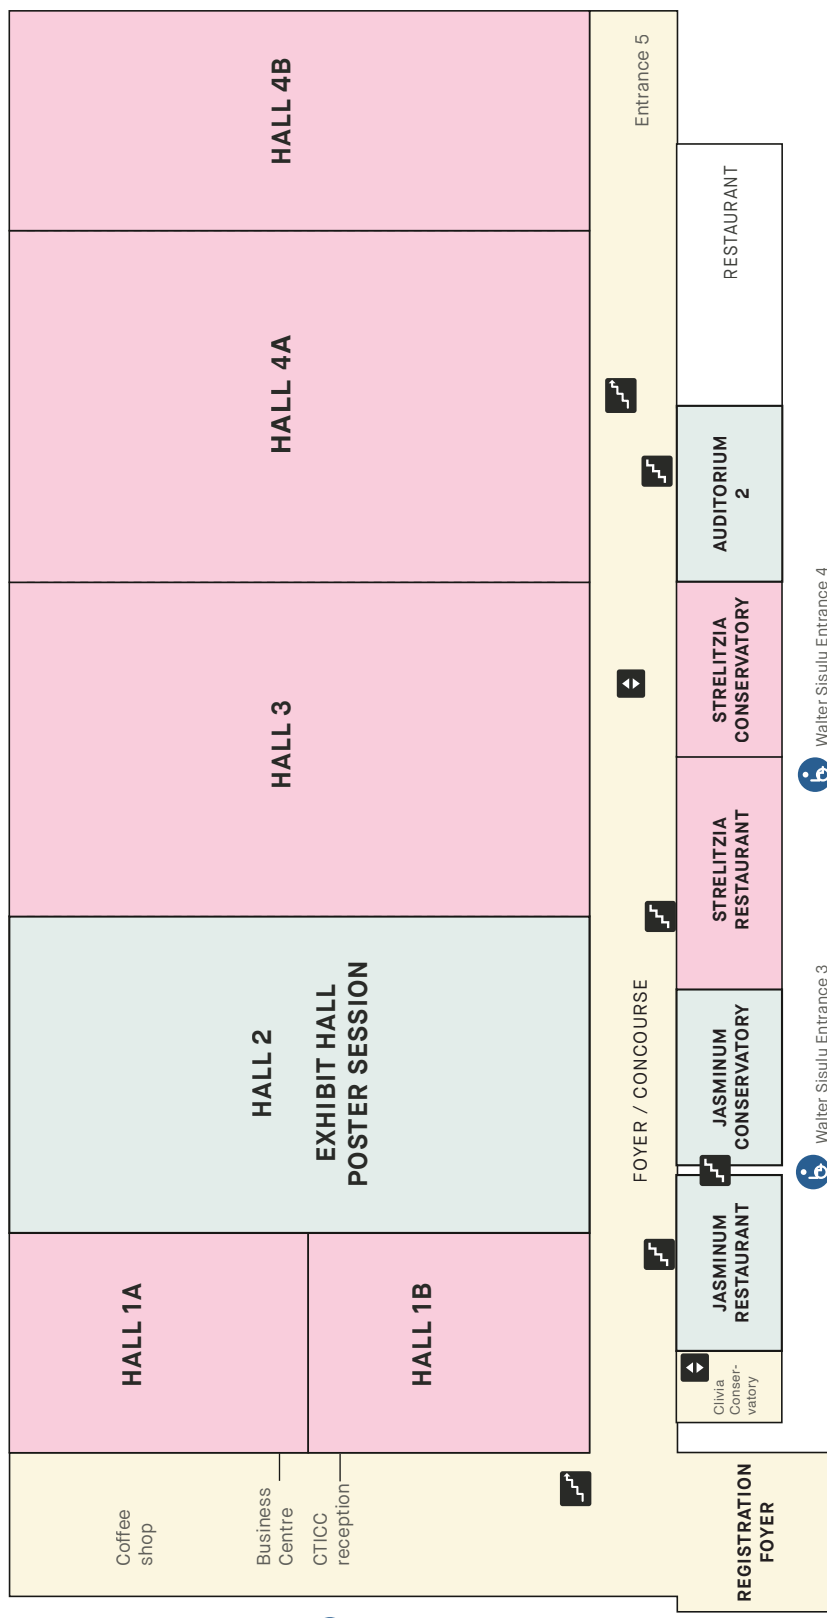 HALL 4B
HALL 4A
HALL 3
HALL 2
EXHIBIT HALL
POSTER SESSION
HALL 1A
HALL 1B
Coffee
shop
Business
Centre
CTICC
reception
Entrance 5
FOYER / CONCOURSE
RESTAURANT
AUDITORIUM
2
STRELITZIA
CONSERVATORY
STRELITZIA
RESTAURANT
JASMINUM
CONSERVATORY
JASMINUM
RESTAURANT
Clivia
Conser-
vatory
REGISTRATION
FOYER
Walter Sisulu Entrance 4
Walter Sisulu Entrance 3